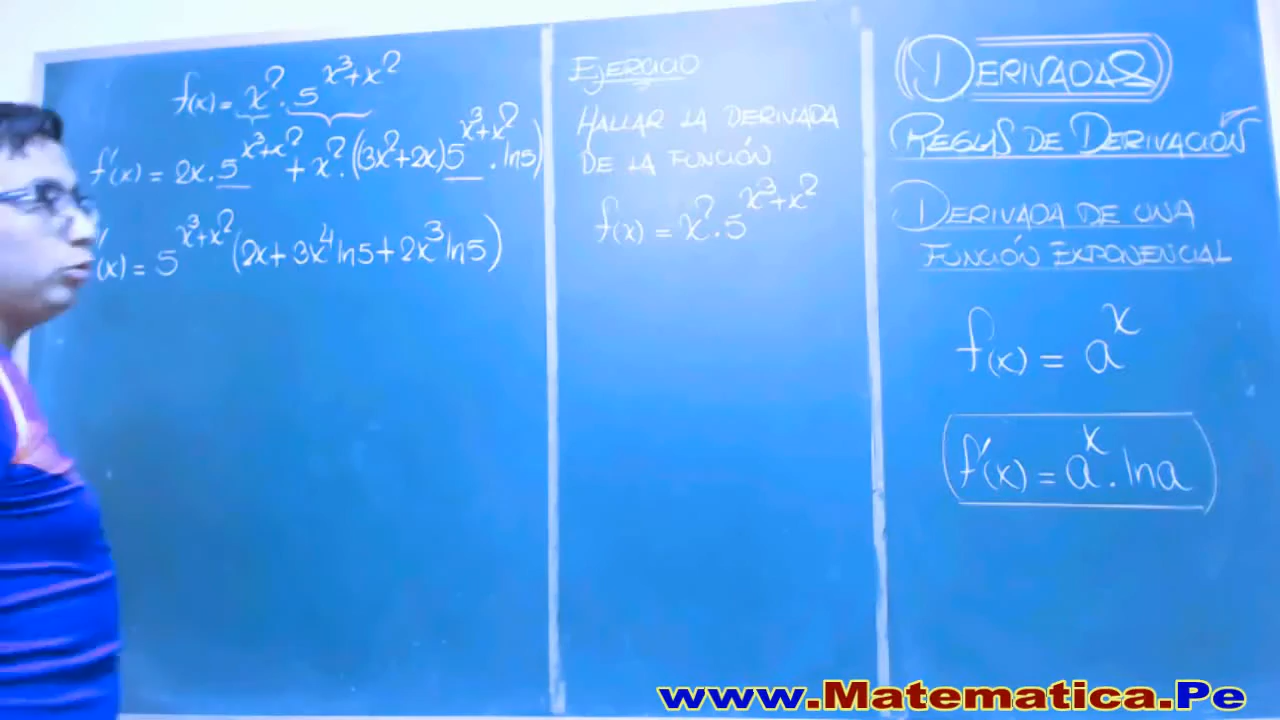 f(x) = x². 5^{x³+x²}
f'(x) = 2x. 5^{x³+x²} + x².(3x²+2x)5^{x³+x²}. ln5)
'(x) = 5^{x³+x²} (2x + 3x⁴ln5 + 2x³ln5)
EJERCICIO
HALLAR LA DERIVADA
DE LA FUNCIÓN
f(x) = x². 5^{x³+x²}
DERIVADAS
REGLAS DE DERIVACIÓN
DERIVADA DE UNA
FUNCIÓN EXPONENCIAL
f(x) = a^x
f'(x) = a^x. lna
www.Matematica.Pe